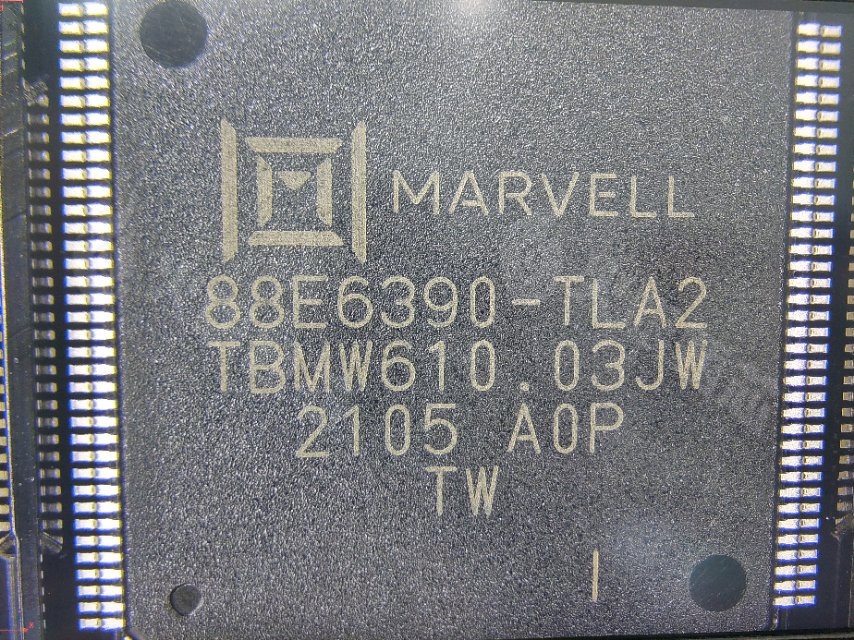 MARVELL
88E6390-TLA2
TBMW610.03JW
2105 A0P
TW